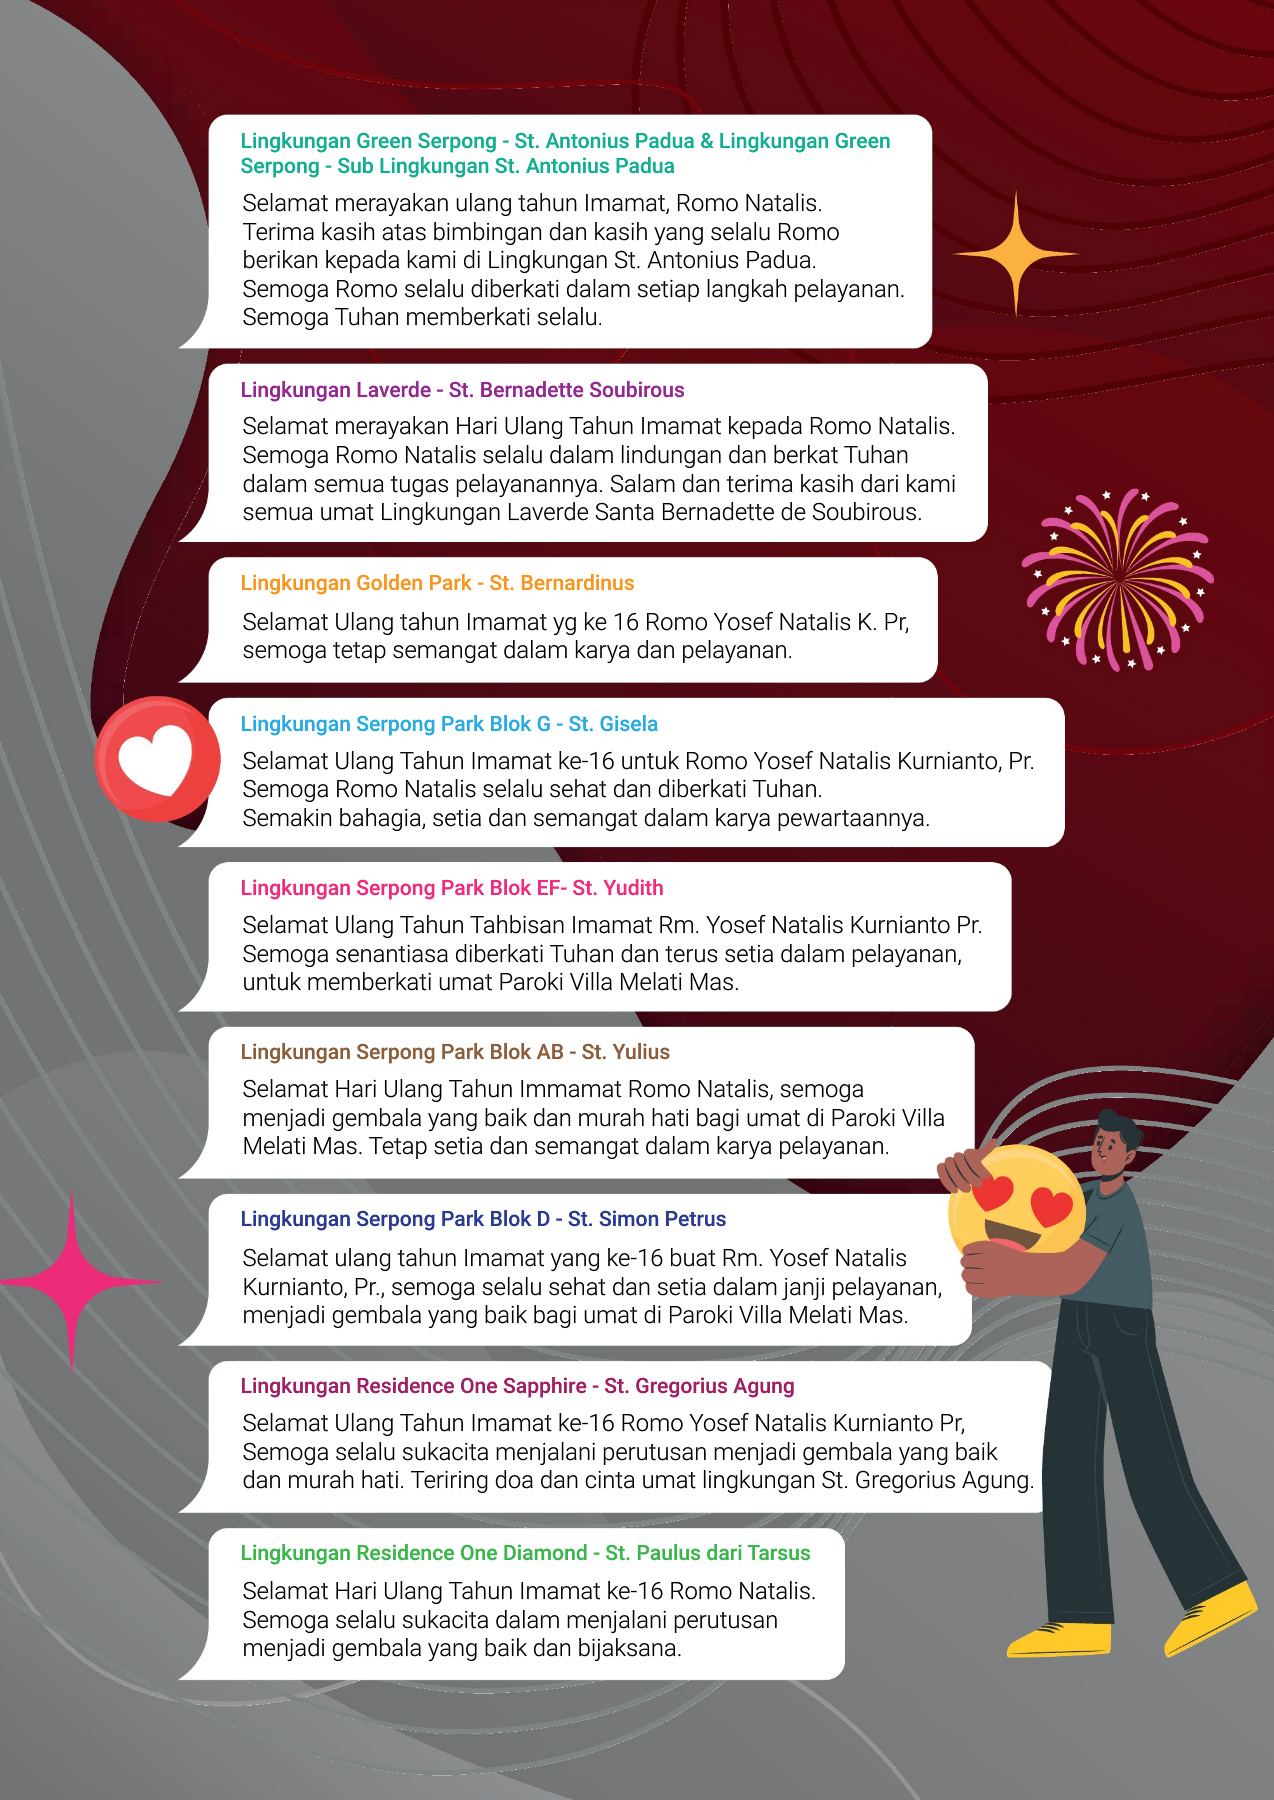 Lingkungan Green Serpong - St. Antonius Padua & Lingkungan Green
Serpong - Sub Lingkungan St. Antonius Padua
Selamat merayakan ulang tahun Imamat, Romo Natalis.
Terima kasih atas bimbingan dan kasih yang selalu Romo
berikan kepada kami di Lingkungan St. Antonius Padua.
Semoga Romo selalu diberkati dalam setiap langkah pelayanan.
Semoga Tuhan memberkati selalu.
Lingkungan Laverde - St. Bernadette Soubirous
Selamat merayakan Hari Ulang Tahun Imamat kepada Romo Natalis.
Semoga Romo Natalis selalu dalam lindungan dan berkat Tuhan
dalam semua tugas pelayanannya. Salam dan terima kasih dari kami
semua umat Lingkungan Laverde Santa Bernadette de Soubirous.
Lingkungan Golden Park - St. Bernardinus
Selamat Ulang tahun Imamat yg ke 16 Romo Yosef Natalis K. Pr,
semoga tetap semangat dalam karya dan pelayanan.
Lingkungan Serpong Park Blok G - St. Gisela
Selamat Ulang Tahun Imamat ke-16 untuk Romo Yosef Natalis Kurnianto, Pr.
Semoga Romo Natalis selalu sehat dan diberkati Tuhan.
Semakin bahagia, setia dan semangat dalam karya pewartaannya.
Lingkungan Serpong Park Blok EF- St. Yudith
Selamat Ulang Tahun Tahbisan Imamat Rm. Yosef Natalis Kurnianto Pr.
Semoga senantiasa diberkati Tuhan dan terus setia dalam pelayanan,
untuk memberkati umat Paroki Villa Melati Mas.
Lingkungan Serpong Park Blok AB - St. Yulius
Selamat Hari Ulang Tahun Immamat Romo Natalis, semoga
menjadi gembala yang baik dan murah hati bagi umat di Paroki Villa
Melati Mas. Tetap setia dan semangat dalam karya pelayanan.
Lingkungan Serpong Park Blok D - St. Simon Petrus
Selamat ulang tahun Imamat yang ke-16 buat Rm. Yosef Natalis
Kurnianto, Pr., semoga selalu sehat dan setia dalam janji pelayanan,
menjadi gembala yang baik bagi umat di Paroki Villa Melati Mas.
Lingkungan Residence One Sapphire - St. Gregorius Agung
Selamat Ulang Tahun Imamat ke-16 Romo Yosef Natalis Kurnianto Pr,
Semoga selalu sukacita menjalani perutusan menjadi gembala yang baik
dan murah hati. Teriring doa dan cinta umat lingkungan St. Gregorius Agung.
Lingkungan Residence One Diamond - St. Paulus dari Tarsus
Selamat Hari Ulang Tahun Imamat ke-16 Romo Natalis.
Semoga selalu sukacita dalam menjalani perutusan
menjadi gembala yang baik dan bijaksana.